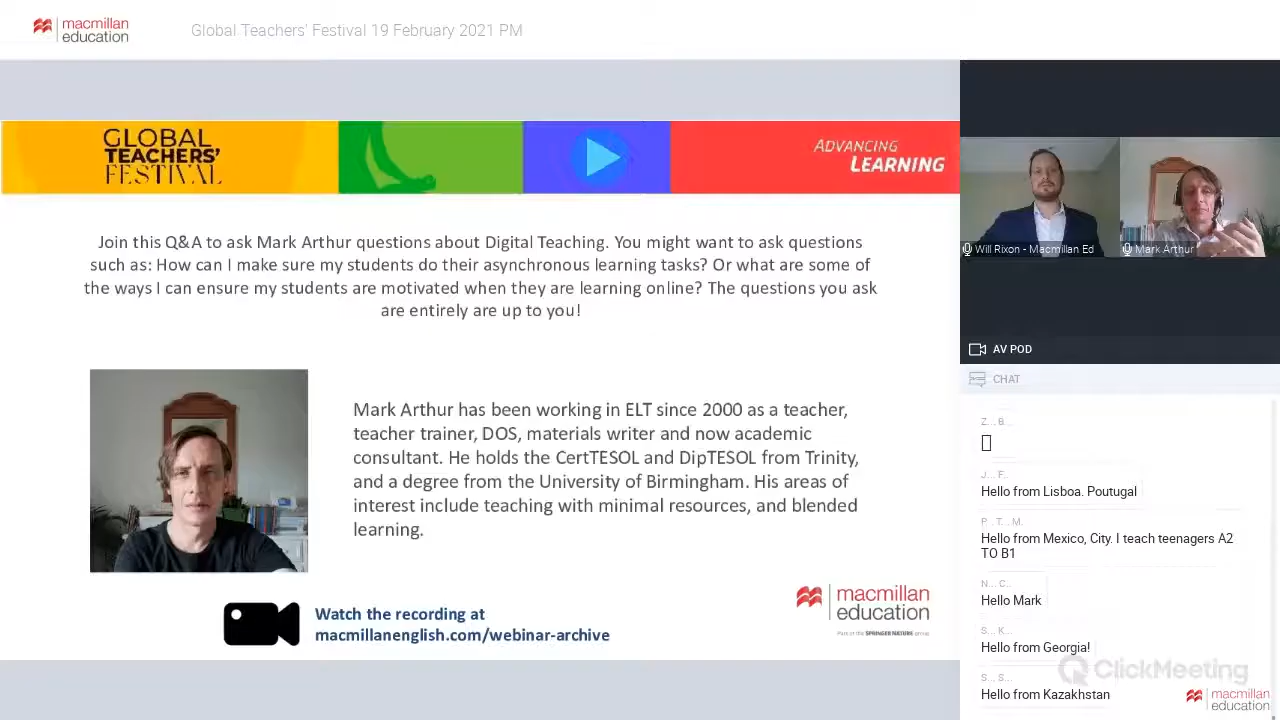 macmillan
education
Global Teachers' Festival 19 February 2021 PM
GLOBAL
TEACHERS'
FESTIVAL
ADVANCING
LEARNING
Join this Q&A to ask Mark Arthur questions about Digital Teaching. You might want to ask questions
such as: How can I make sure my students do their asynchronous learning tasks? Or what are some of
the ways I can ensure my students are motivated when they are learning online? The questions you ask
are entirely are up to you!
Mark Arthur has been working in ELT since 2000 as a teacher,
teacher trainer, DOS, materials writer and now academic
consultant. He holds the CertTESOL and DipTESOL from Trinity,
and a degree from the University of Birmingham. His areas of
interest include teaching with minimal resources, and blended
learning.
Watch the recording at
macmillanenglish.com/webinar-archive
macmillan
education
Part of the SPRINGER NATURE group
Will Rixon - Macmillan Ed
Mark Arthur
AV POD
CHAT
Z... B...
J... F...
Hello from Lisboa. Poutugal
P... T... M.
Hello from Mexico, City. I teach teenagers A2
TO B1
N... C..
Hello Mark
S... K...
Hello from Georgia!
S... S...
Hello from Kazakhstan
ClickMeeting
macmillan
education